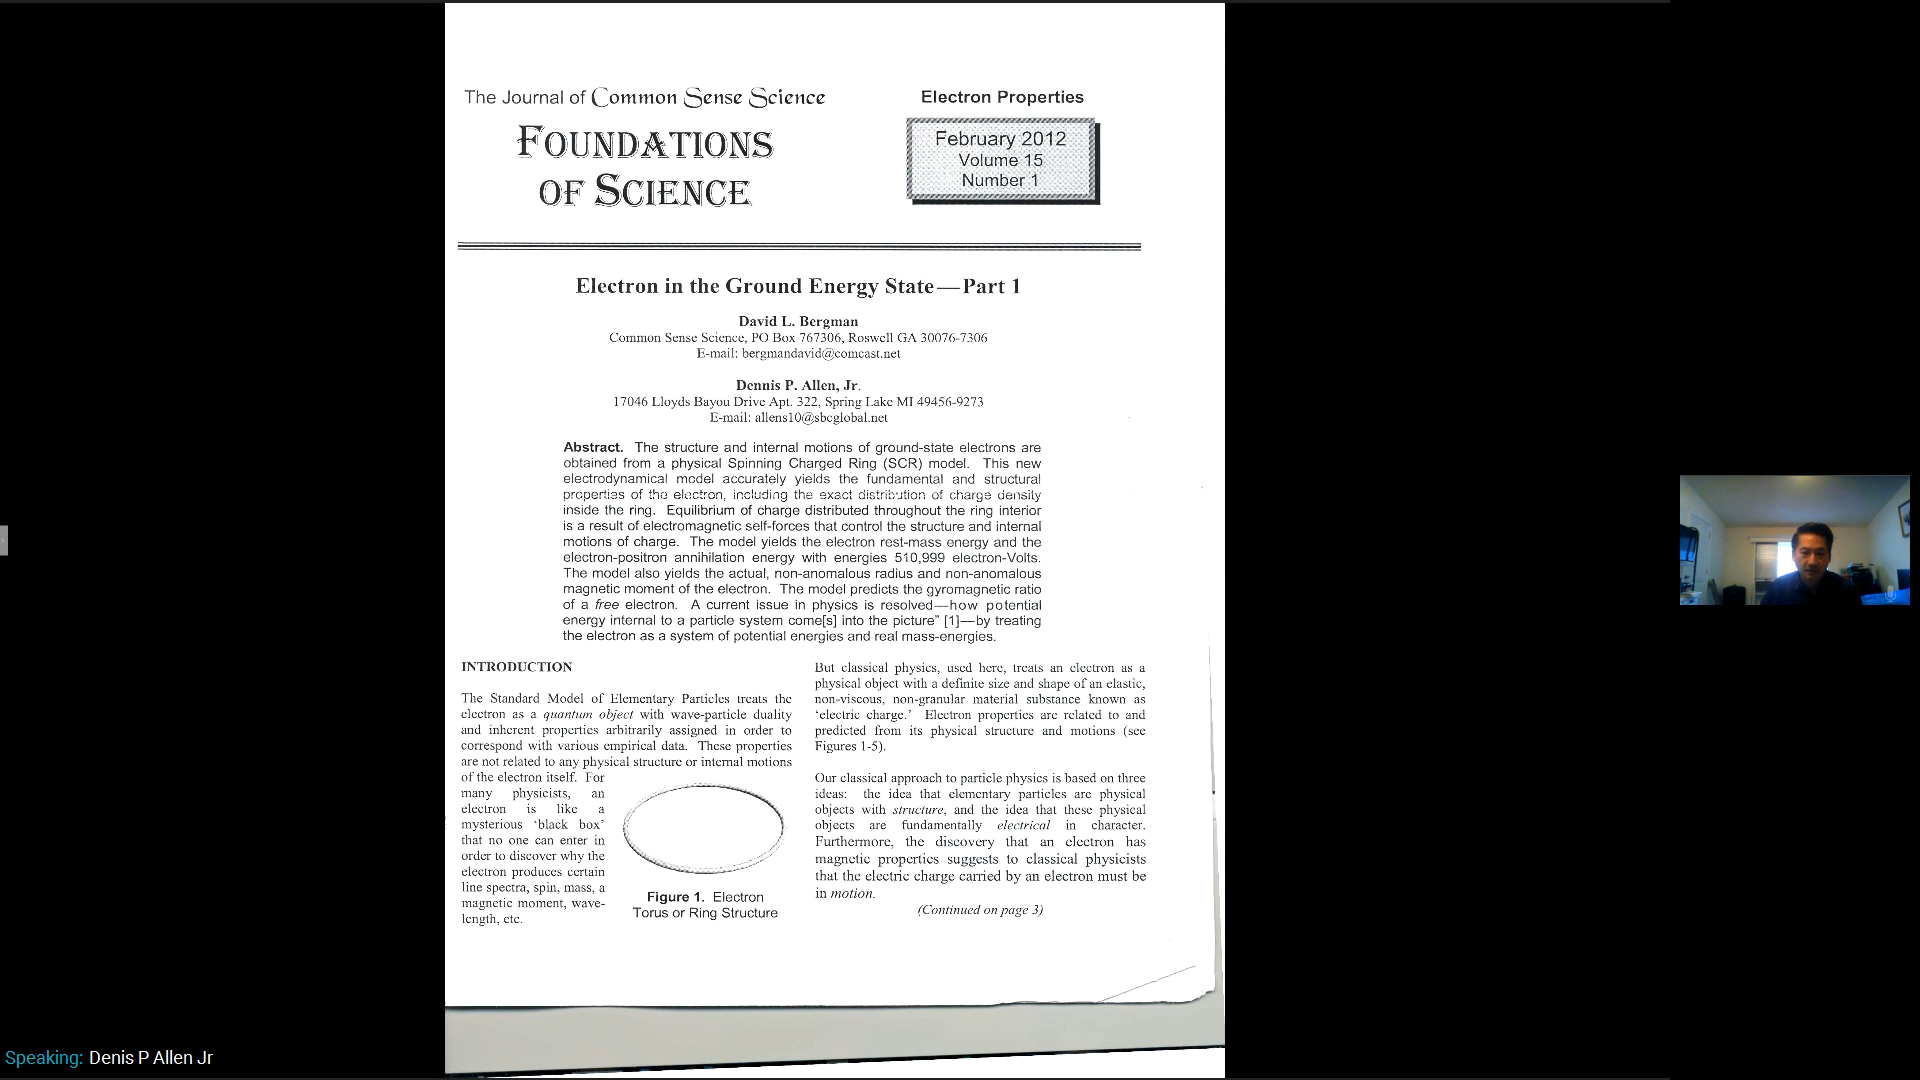 The Journal of Common Sense Science
FOUNDATIONS
OF SCIENCE
Electron Properties
February 2012
Volume 15
Number 1
Electron in the Ground Energy State—Part 1
David L. Bergman
Common Sense Science, PO Box 767306, Roswell GA 30076-7306
E-mail: bergmandavid@comcast.net
Dennis P. Allen, Jr.
17046 Lloyds Bayou Drive Apt. 322, Spring Lake MI 49456-9273
E-mail: allens10@sbcglobal.net
Abstract. The structure and internal motions of ground-state electrons are
obtained from a physical Spinning Charged Ring (SCR) model. This new
electrodynamical model accurately yields the fundamental and structural
properties of the electron, including the exact distribution of charge density
inside the ring. Equilibrium of charge distributed throughout the ring interior
is a result of electromagnetic self-forces that control the structure and internal
motions of charge. The model yields the electron rest-mass energy and the
electron-positron annihilation energy with energies 510,999 electron-Volts.
The model also yields the actual, non-anomalous radius and non-anomalous
magnetic moment of the electron. The model predicts the gyromagnetic ratio
of a free electron. A current issue in physics is resolved—how potential
energy internal to a particle system come[s] into the picture” [1]—by treating
the electron as a system of potential energies and real mass-energies.
INTRODUCTION
The Standard Model of Elementary Particles treats the
electron as a quantum object with wave-particle duality
and inherent properties arbitrarily assigned in order to
correspond with various empirical data. These properties
are not related to any physical structure or internal motions
of the electron itself. For
many physicists, an
electron is like a
mysterious ‘black box’
that no one can enter in
order to discover why the
electron produces certain
line spectra, spin, mass, a
magnetic moment, wave-
length, etc.
Figure 1. Electron
Torus or Ring Structure
But classical physics, used here, treats an electron as a
physical object with a definite size and shape of an elastic,
non-viscous, non-granular material substance known as
‘electric charge.’ Electron properties are related to and
predicted from its physical structure and motions (see
Figures 1-5).
Our classical approach to particle physics is based on three
ideas: the idea that elementary particles are physical
objects with structure, and the idea that these physical
objects are fundamentally electrical in character.
Furthermore, the discovery that an electron has
magnetic properties suggests to classical physicists
that the electric charge carried by an electron must be
in motion.
(Continued on page 3)
Speaking: Denis P Allen Jr